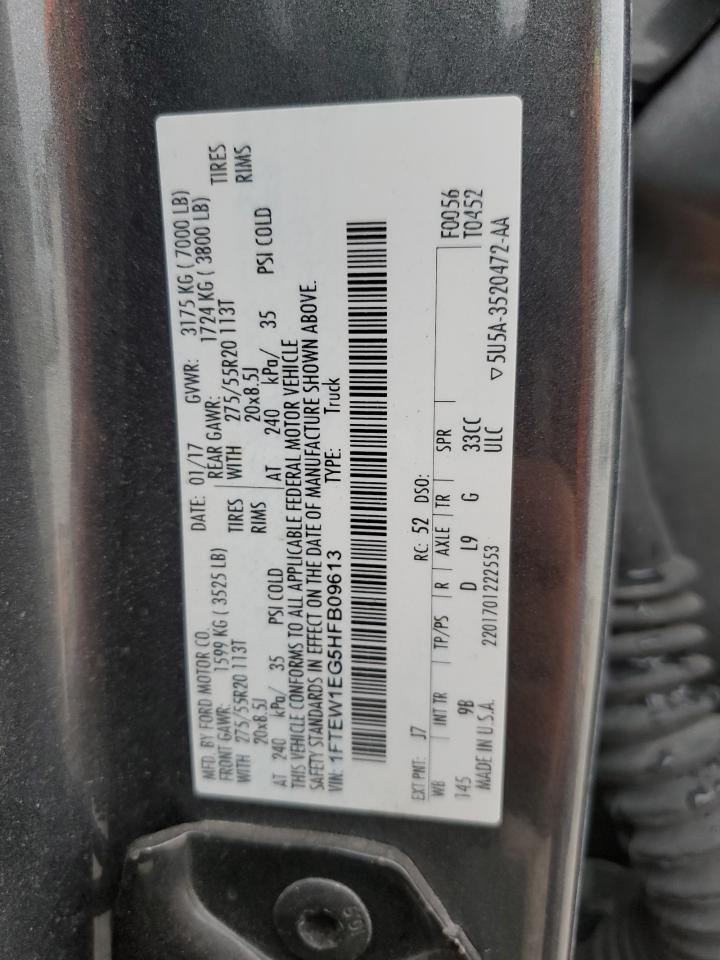 MFD. BY FORD MOTOR CO.
DATE: 01/17 GVWR: 3175 KG ( 7000 LB)
FRONT GAWR: 1599 KG ( 3525 LB)
REAR GAWR: 1724 KG ( 3800 LB)
WITH 275/55R20 113T TIRES
WITH 275/55R20 113T TIRES
20x8.5J RIMS
20x8.5J RIMS
AT 240 kPa/ 35 PSI COLD
AT 240 kPa/ 35 PSI COLD
THIS VEHICLE CONFORMS TO ALL APPLICABLE FEDERAL MOTOR VEHICLE
SAFETY STANDARDS IN EFFECT ON THE DATE OF MANUFACTURE SHOWN ABOVE.
VIN: 1FTEW1EG5HFB09613 TYPE: Truck
EXT PNT: J7 RC: 52 DSO: F0056
WB INT TR TP/PS R AXLE TR SPR T0452
145 9B D L9 G 33CC
ULC
MADE IN U.S.A. 2201701222553 ▽ 5U5A-3520472-AA